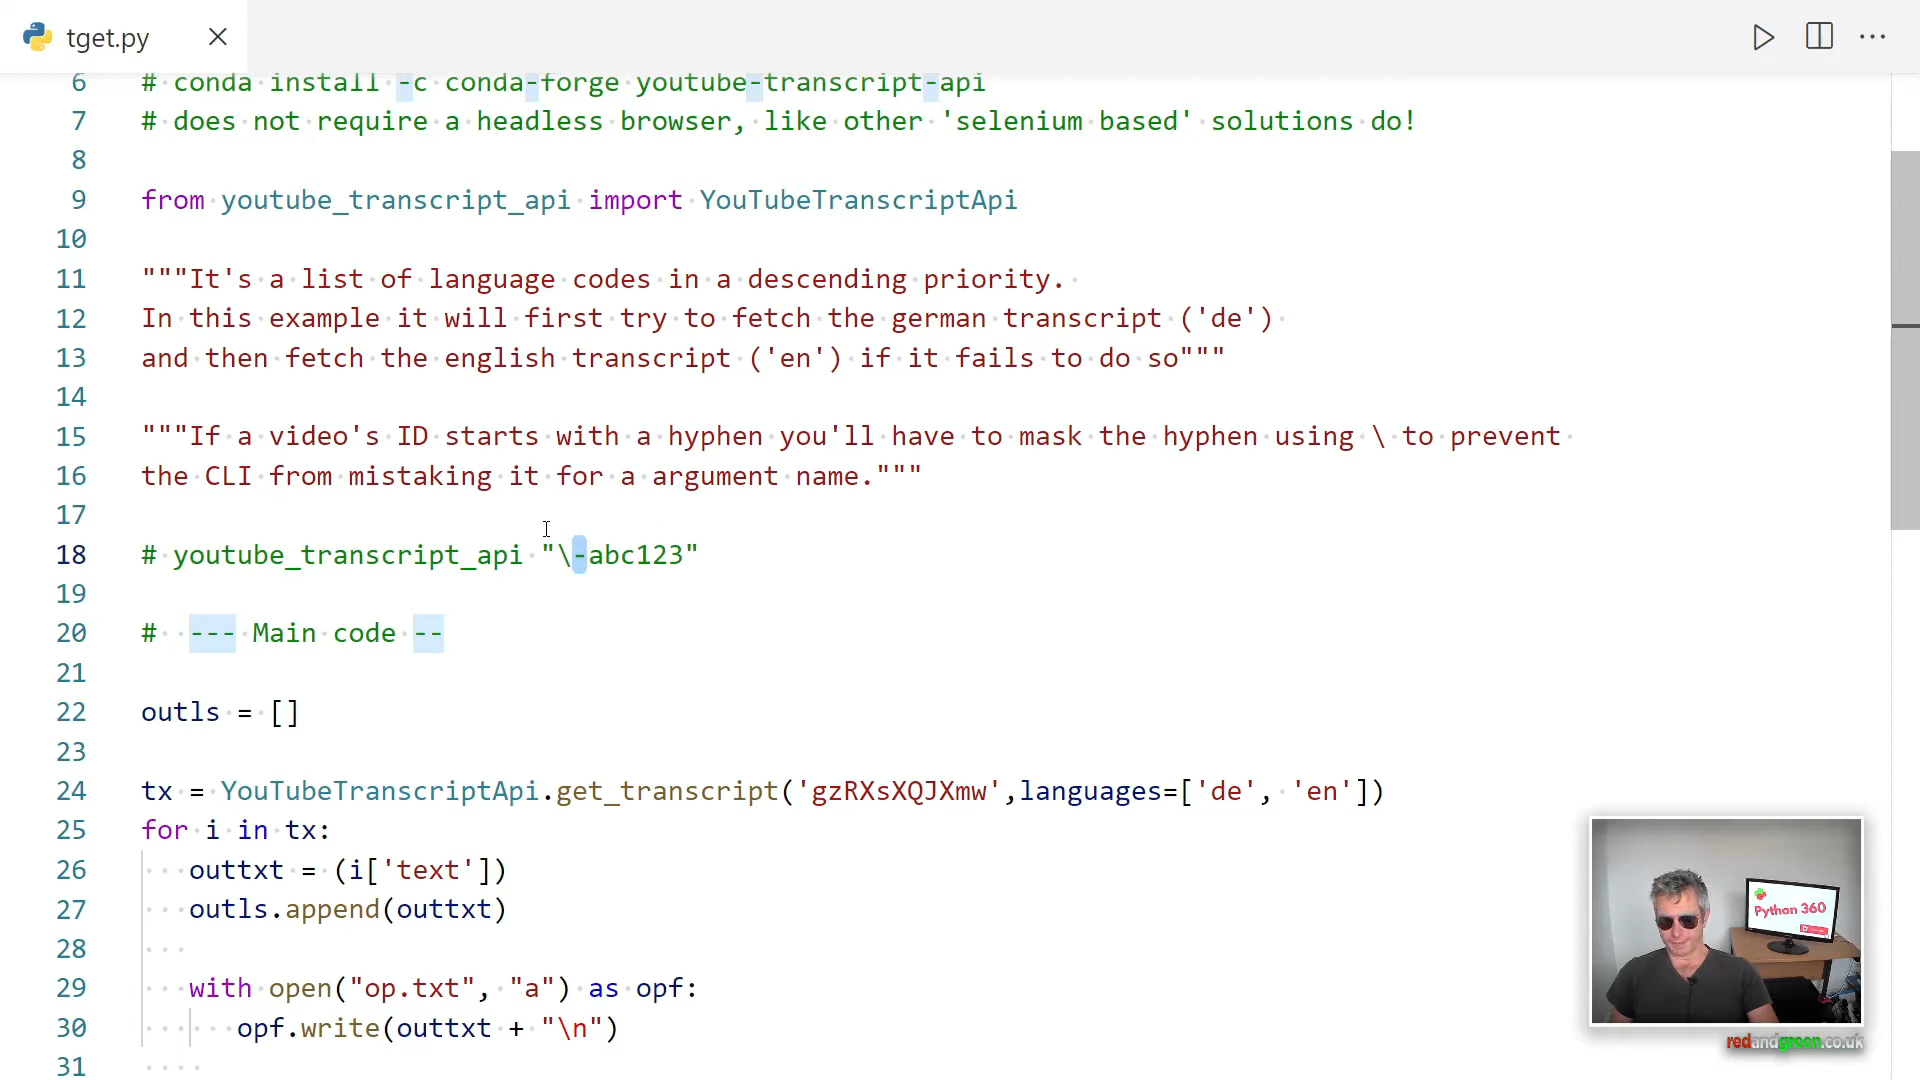 tget.py
6 # conda install -c conda-forge youtube-transcript-api
7 # does not require a headless browser, like other 'selenium based' solutions do!
8
9 from youtube_transcript_api import YouTubeTranscriptApi
10
11 """It's a list of language codes in a descending priority.
12 In this example it will first try to fetch the german transcript ('de')
13 and then fetch the english transcript ('en') if it fails to do so"""
14
15 """If a video's ID starts with a hyphen you'll have to mask the hyphen using \ to prevent
16 the CLI from mistaking it for a argument name."""
17
18 # youtube_transcript_api "\-abc123"
19
20 #  --- Main code --
21
22 outls = []
23
24 tx = YouTubeTranscriptApi.get_transcript('gzRXsXQJXmw',languages=['de', 'en'])
25 for i in tx:
26    outtxt = (i['text'])
27    outls.append(outtxt)
28
29    with open("op.txt", "a") as opf:
30       opf.write(outtxt + "\n")
31
Python 360
redandgreen.co.uk